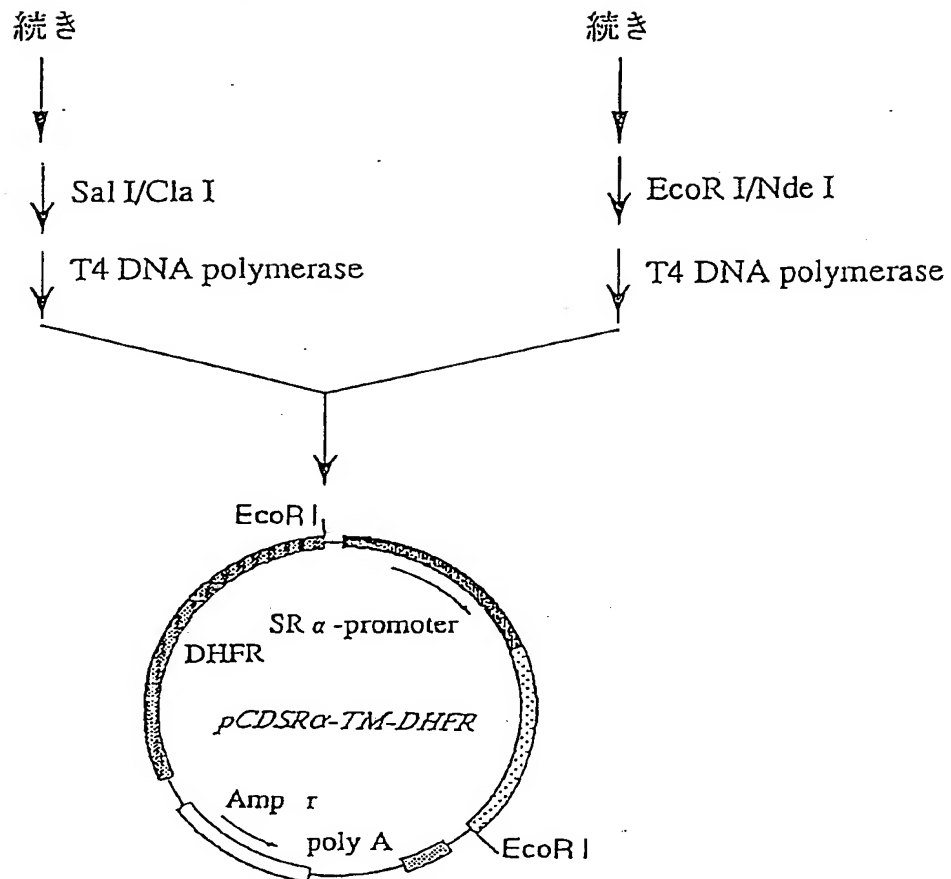 続き
続き
Sal I/Cla I
EcoR I/Nde I
T4 DNA polymerase
T4 DNA polymerase
EcoR I
SR α-promoter
DHFR
pCDSRα-TM-DHFR
Amp r
poly A
EcoR I